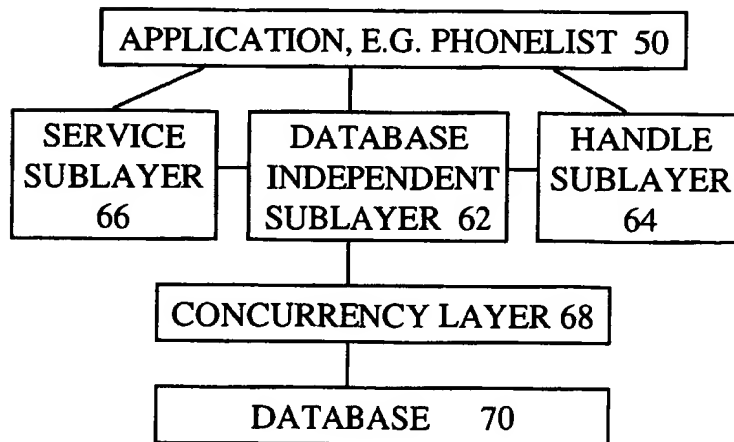 APPLICATION, E.G. PHONELIST 50
SERVICE
SUBLAYER
66
DATABASE
INDEPENDENT
SUBLAYER 62
HANDLE
SUBLAYER
64
CONCURRENCY LAYER 68
DATABASE 70